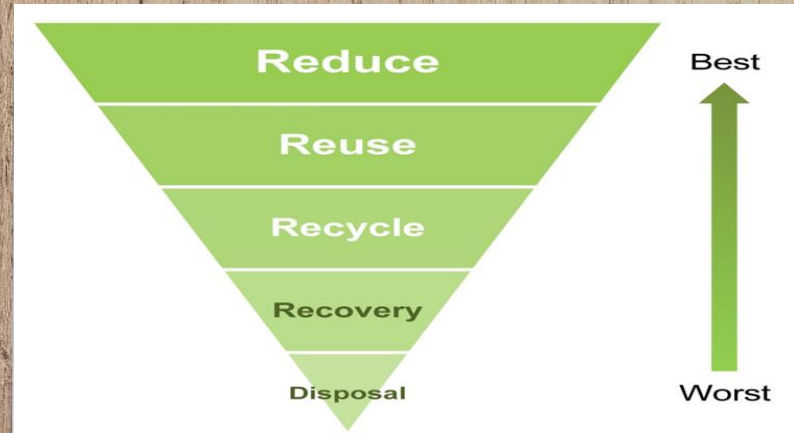 Reduce
Best
Reuse
Recycle
Recovery
Disposal
Worst